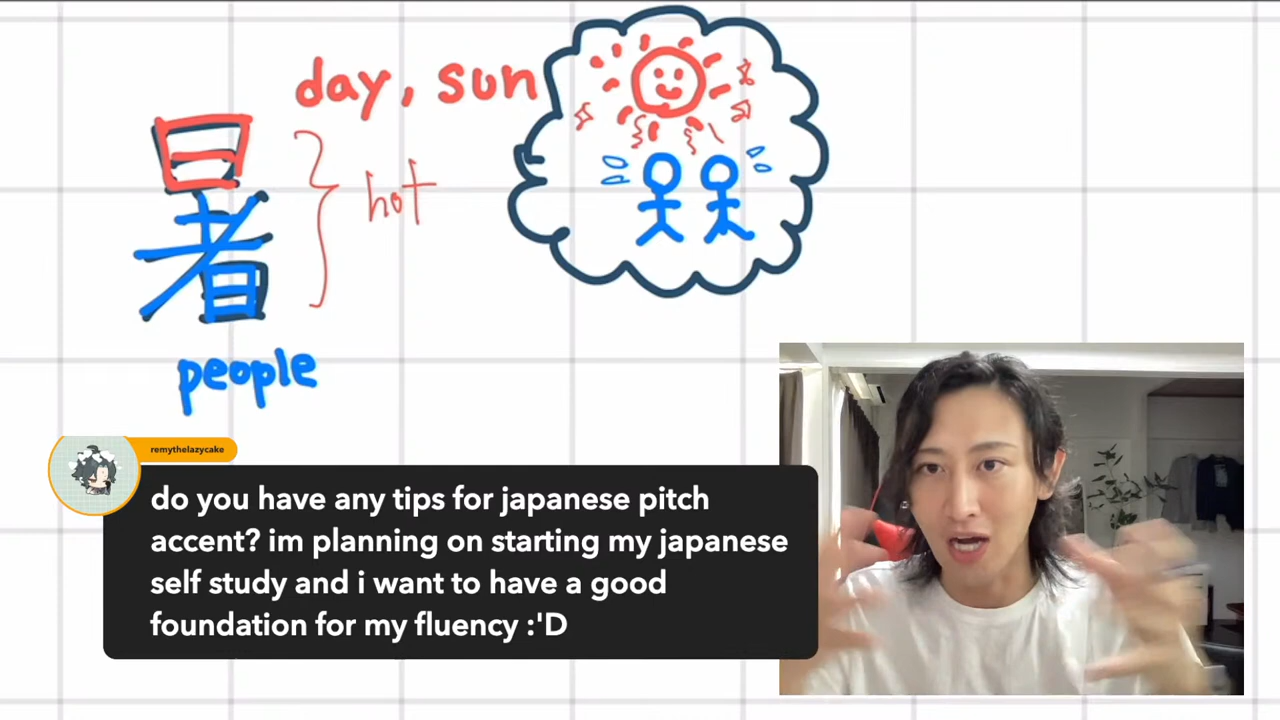 day, sun
暑
hot
people
remythelazycake
do you have any tips for japanese pitch
accent? im planning on starting my japanese
self study and i want to have a good
foundation for my fluency :'D